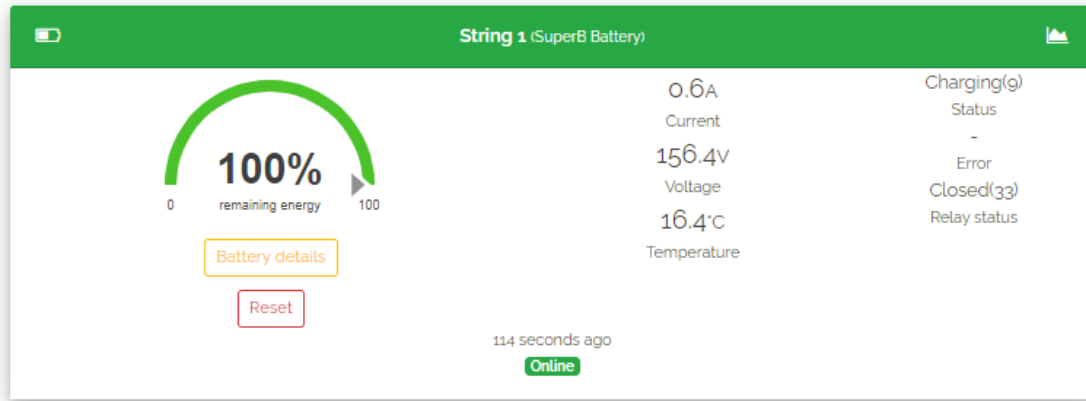 String 1 (SuperB Battery)
100%
0 remaining energy 100
Battery details
Reset
0.6A
Current
156.4V
Voltage
16.4°C
Temperature
Charging(9)
Status
-
Error
Closed(33)
Relay status
114 seconds ago
Online